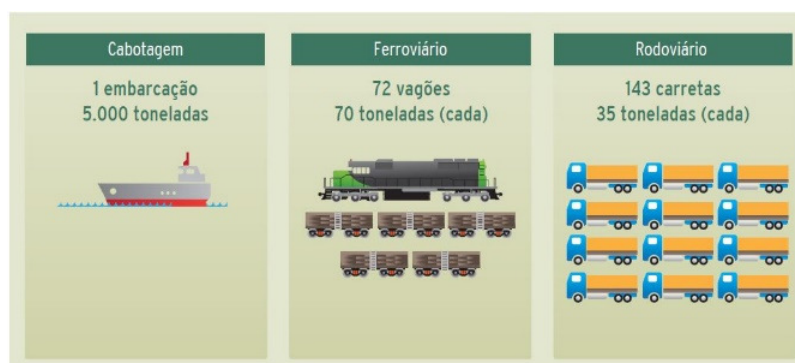 Cabotagem
1 embarcação
5.000 toneladas
Ferroviário
72 vagões
70 toneladas (cada)
Rodoviário
143 carretas
35 toneladas (cada)